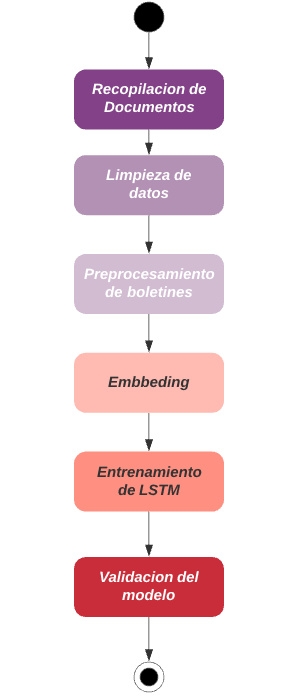 Recopilacion de
Documentos
Limpieza de
datos
Preprocesamiento
de boletines
Embbeding
Entrenamiento
de LSTM
Validacion del
modelo